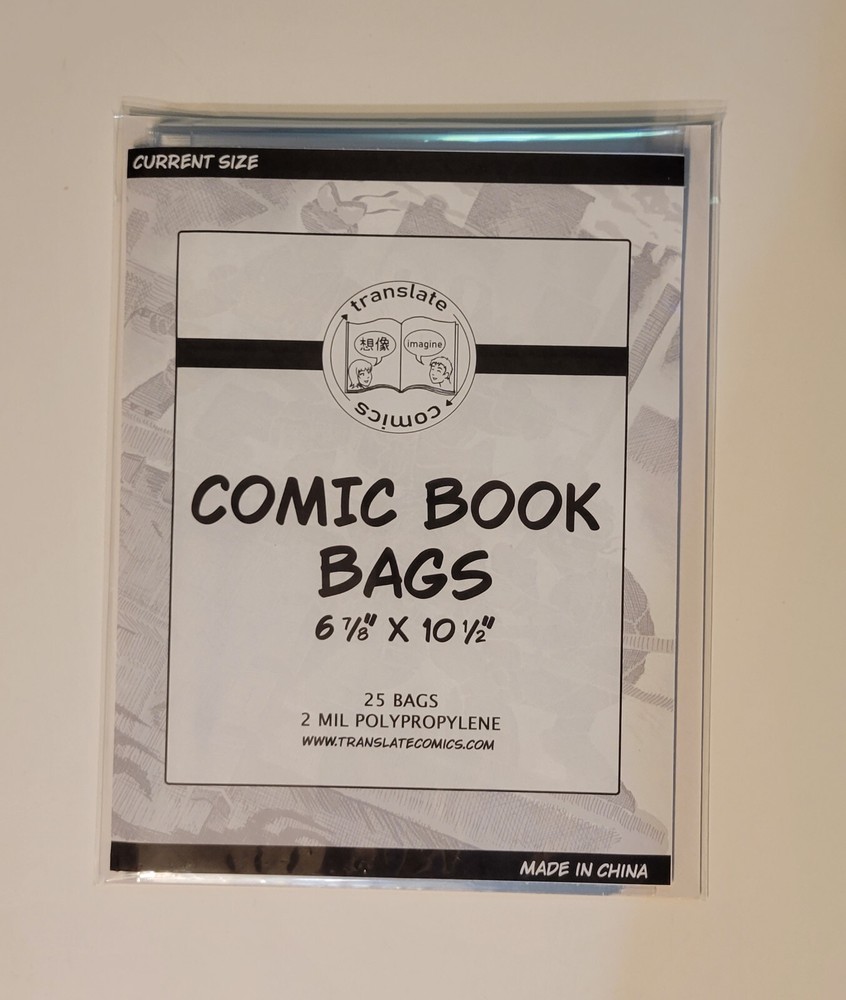 CURRENT SIZE
translate
想像
imagine
comics
COMIC BOOK
BAGS
6 7/8" X 10 1/2"
25 BAGS
2 MIL POLYPROPYLENE
WWW.TRANSLATECOMICS.COM
MADE IN CHINA